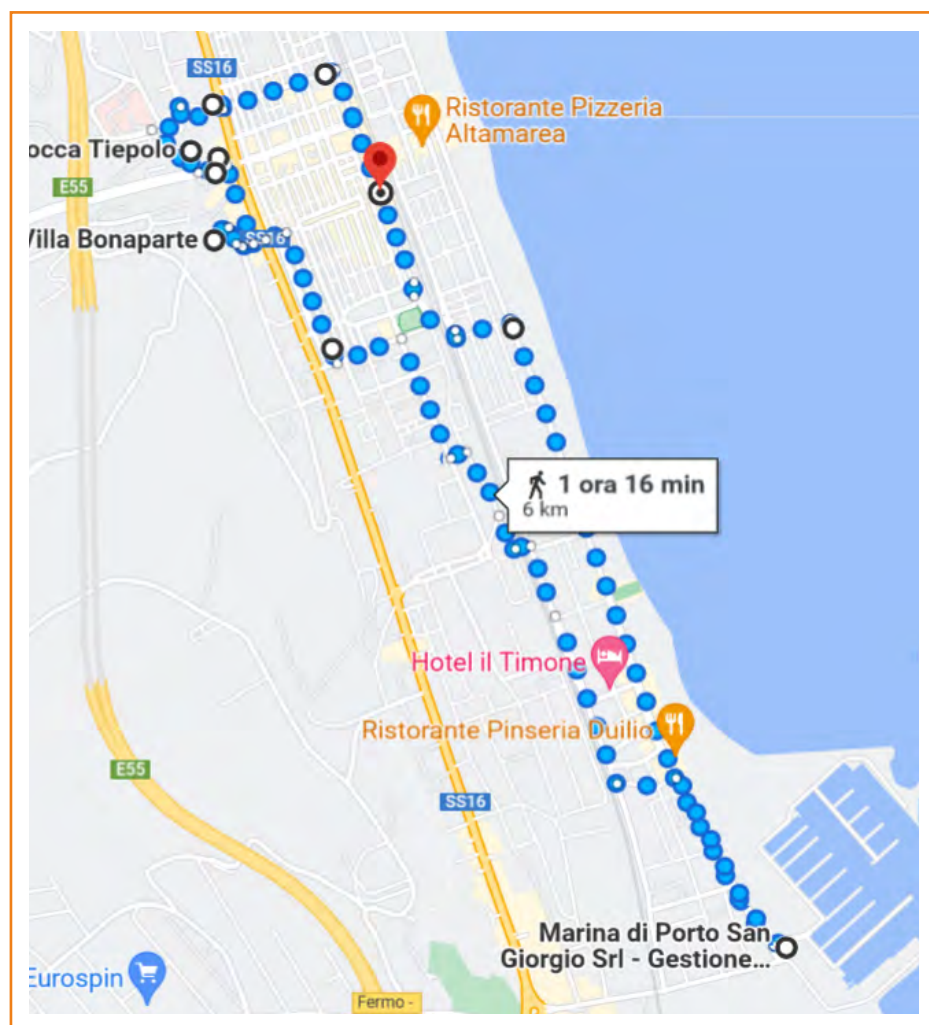 SS16
Ristorante Pizzeria
Altamarea
occa Tiepolo
E55
Villa Bonaparte
SS16
1 ora 16 min
6 km
Hotel il Timone
Ristorante Pinseria Duilio
E55
SS16
Marina di Porto San
Giorgio Srl - Gestione...
Eurospin
Fermo -